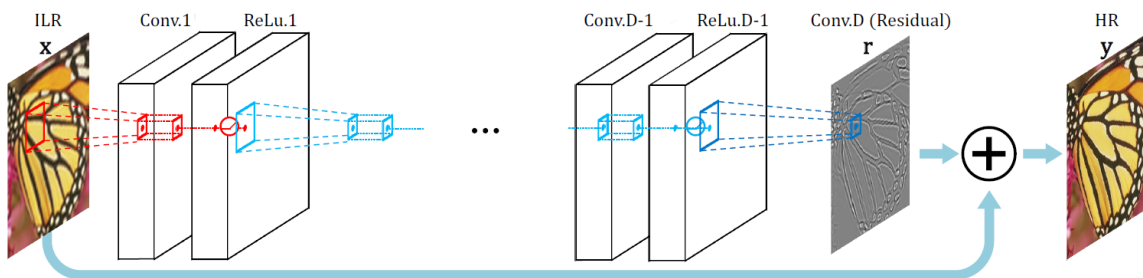 ILR
x
Conv.1
ReLu.1
...
Conv.D-1
ReLu.D-1
Conv.D (Residual)
r
HR
y